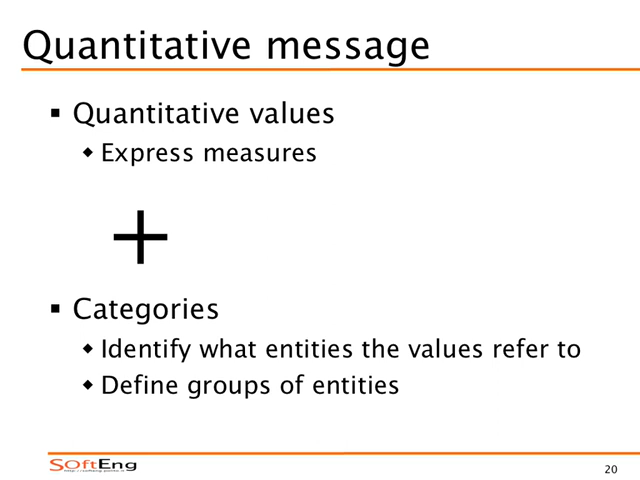 Quantitative message
▪ Quantitative values
◆ Express measures
+
▪ Categories
◆ Identify what entities the values refer to
◆ Define groups of entities
SoftEng
20